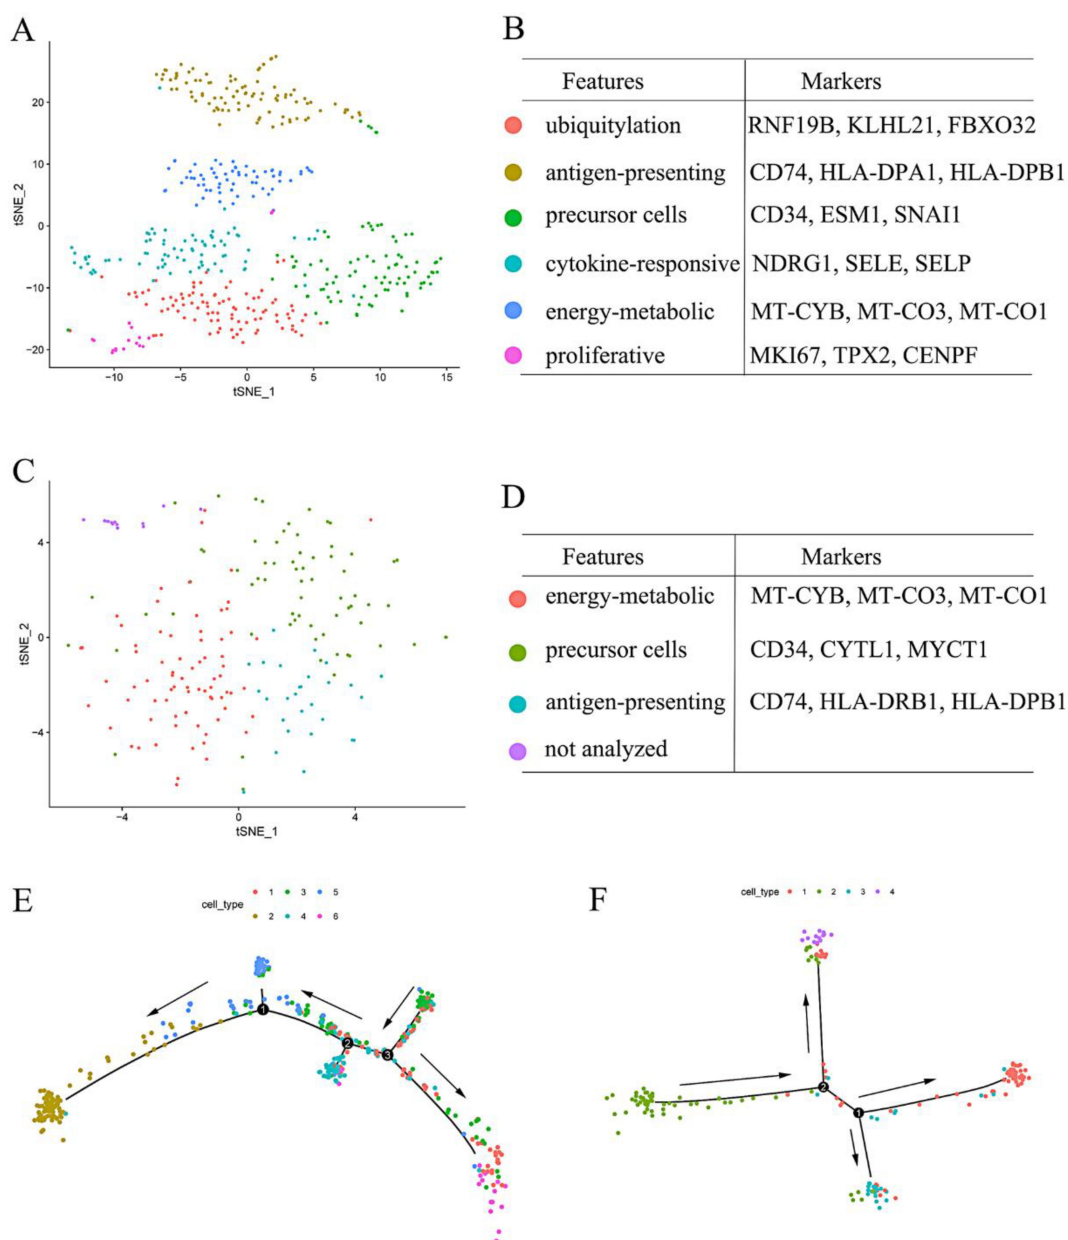 A
tSNE_2
20
10
0
−10
−20
−10 −5 0 5 10 15
tSNE_1
B
Features Markers
ubiquitylation RNF19B, KLHL21, FBXO32
antigen-presenting CD74, HLA-DPA1, HLA-DPB1
precursor cells CD34, ESM1, SNAI1
cytokine-responsive NDRG1, SELE, SELP
energy-metabolic MT-CYB, MT-CO3, MT-CO1
proliferative MKI67, TPX2, CENPF
C
tSNE_2
4
0
−4
−4 0 4
tSNE_1
D
Features Markers
energy-metabolic MT-CYB, MT-CO3, MT-CO1
precursor cells CD34, CYTL1, MYCT1
antigen-presenting CD74, HLA-DRB1, HLA-DPB1
not analyzed
E
cell_type
1 3 5
2 4 6
1
2
3
F
cell_type 1 2 3 4
2
1